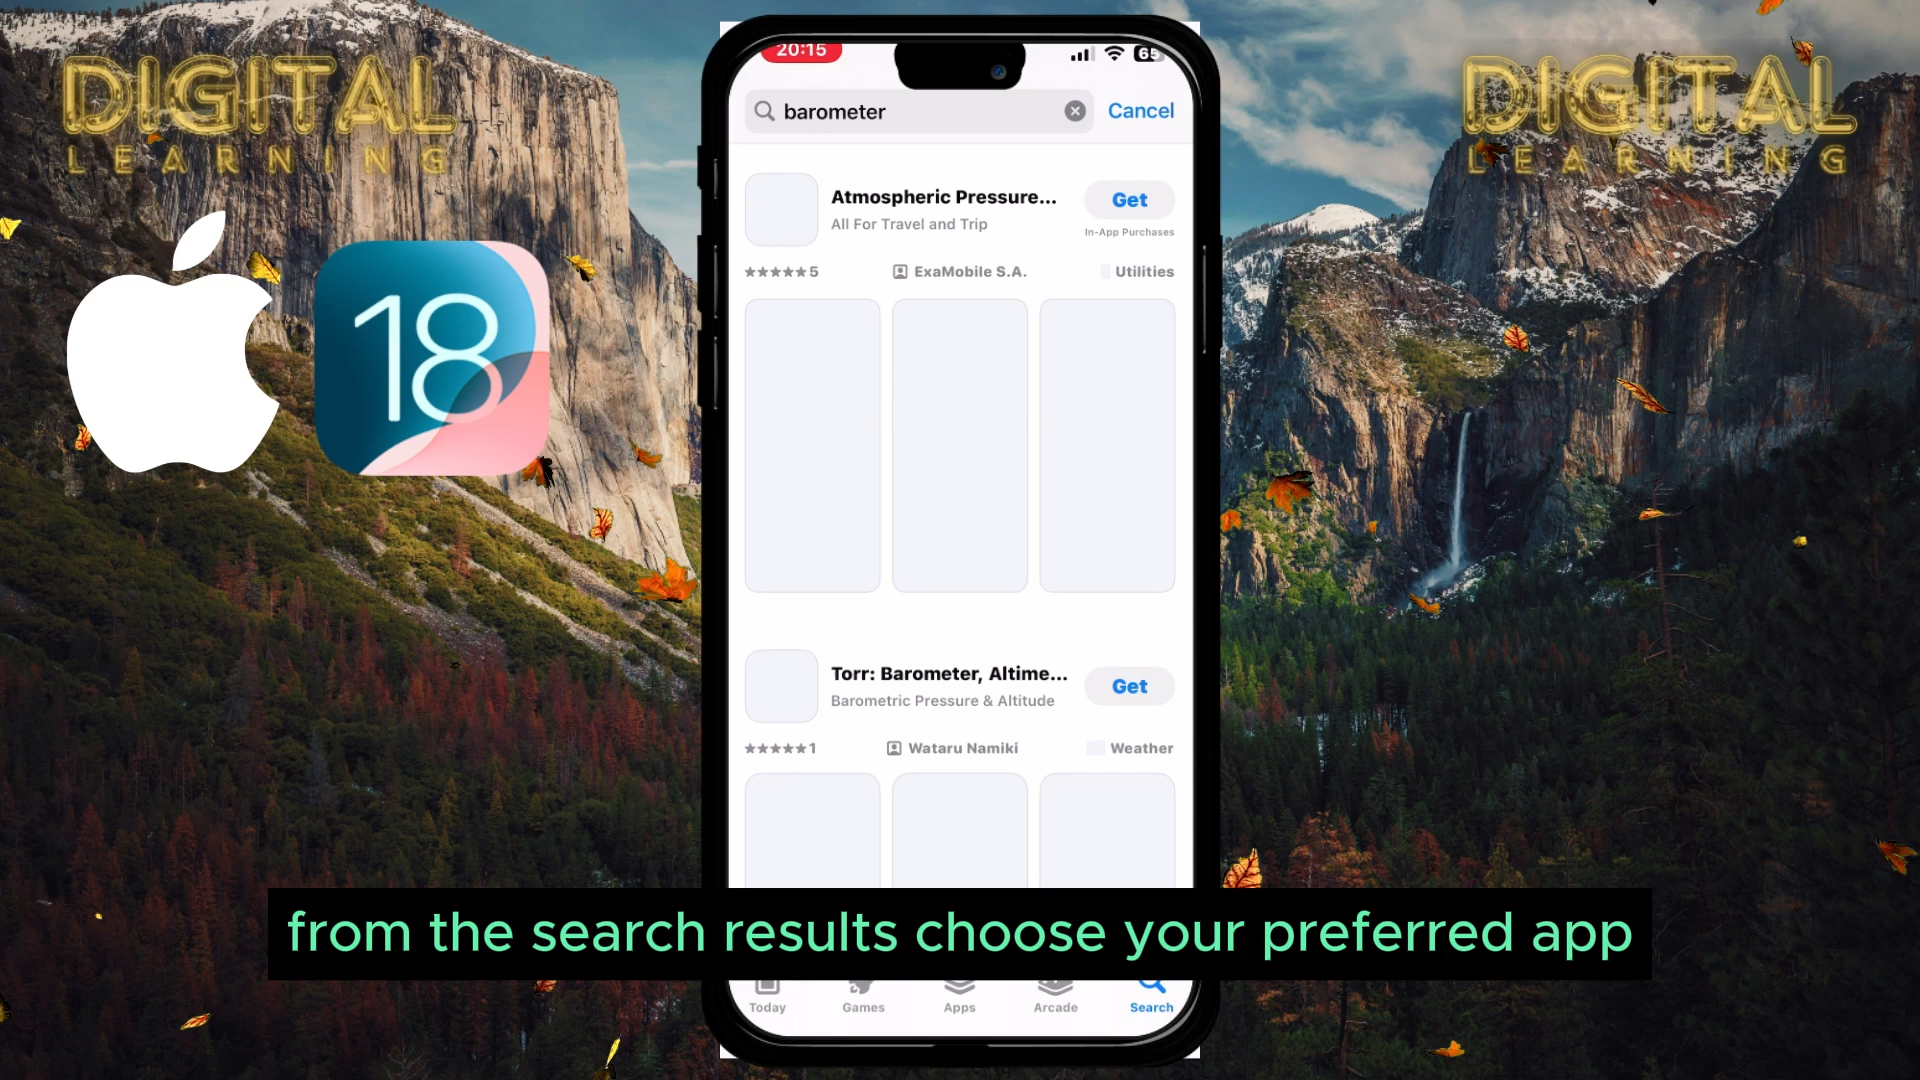 DIGITAL
LEARNING
DIGITAL
LEARNING
18
20:15
65
barometer
Cancel
Atmospheric Pressure...
All For Travel and Trip
Get
In-App Purchases
★★★★★ 5
ExaMobile S.A.
Utilities
Torr: Barometer, Altime...
Barometric Pressure & Altitude
Get
★★★★★ 1
Wataru Namiki
Weather
from the search results choose your preferred app
Today
Games
Apps
Arcade
Search